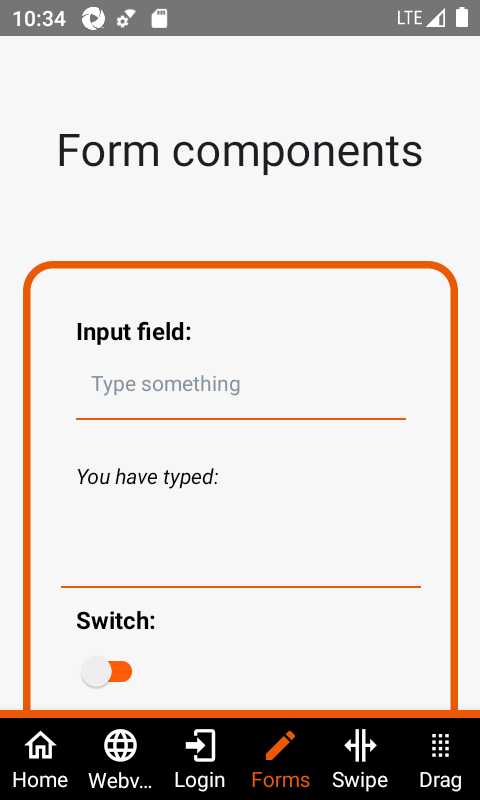 10:34 LTE
Form components
Input field:
Type something
You have typed:
Switch:
Home Webv... Login Forms Swipe Drag